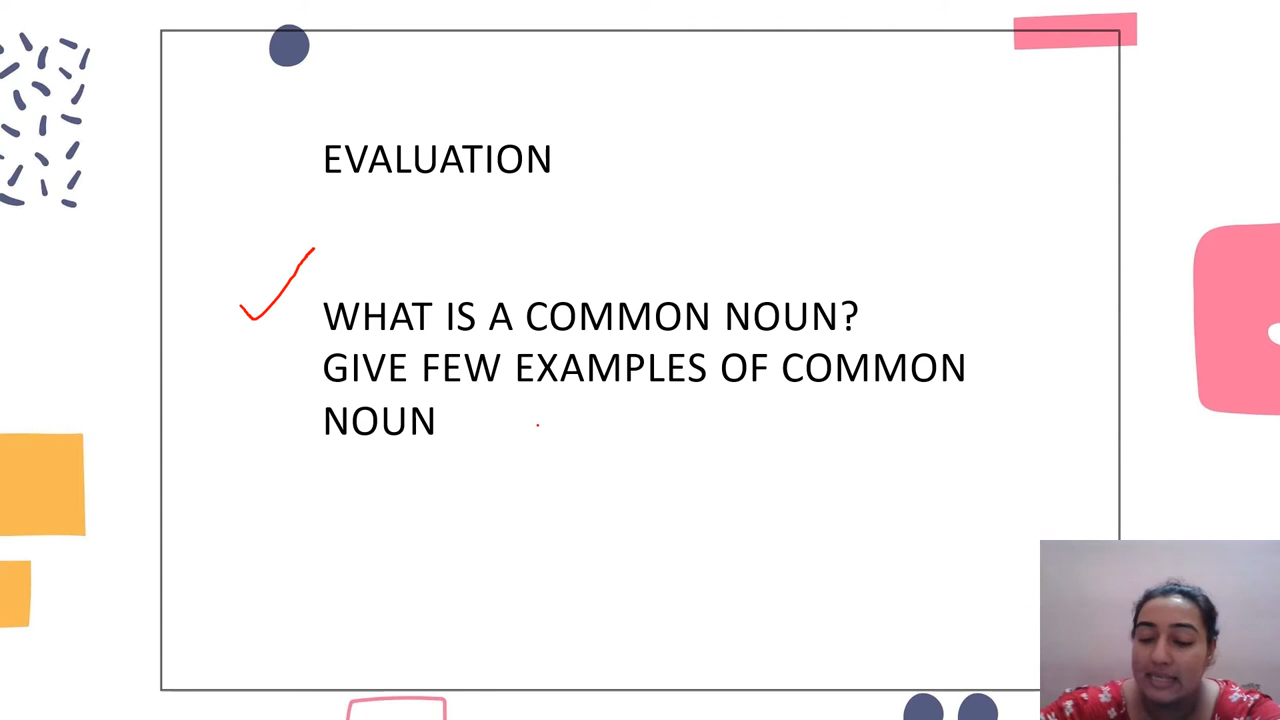 EVALUATION
WHAT IS A COMMON NOUN?
GIVE FEW EXAMPLES OF COMMON
NOUN